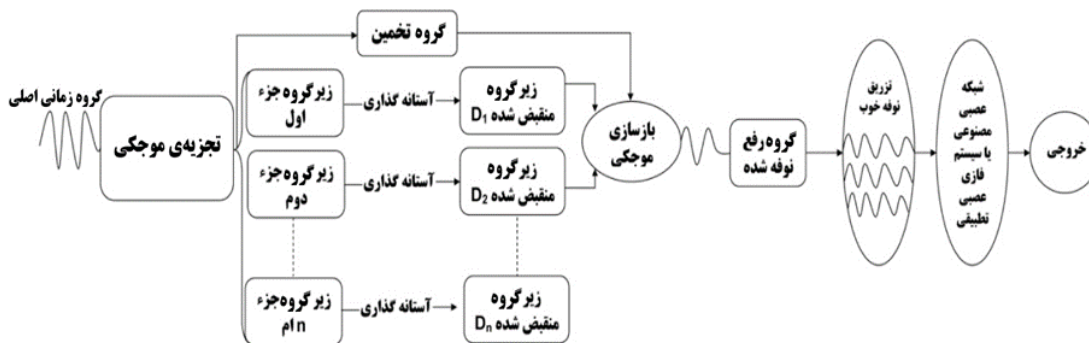 گروه زمانی اصلی
تجزیه‌ی موجکی
گروه تخمین
زیرگروه جزء
اول
آستانه گذاری
زیرگروه
منقبض شده D1
زیرگروه جزء
دوم
آستانه گذاری
زیرگروه
منقبض شده D2
زیرگروه جزء
n ام
آستانه گذاری
زیرگروه
منقبض شده Dn
بازسازی
موجکی
گروه رفع
نوفه شده
تزریق
نوفه خوب
شبکه
عصبی
مصنوعی
یا سیستم
فازی
عصبی
تطبیقی
خروجی